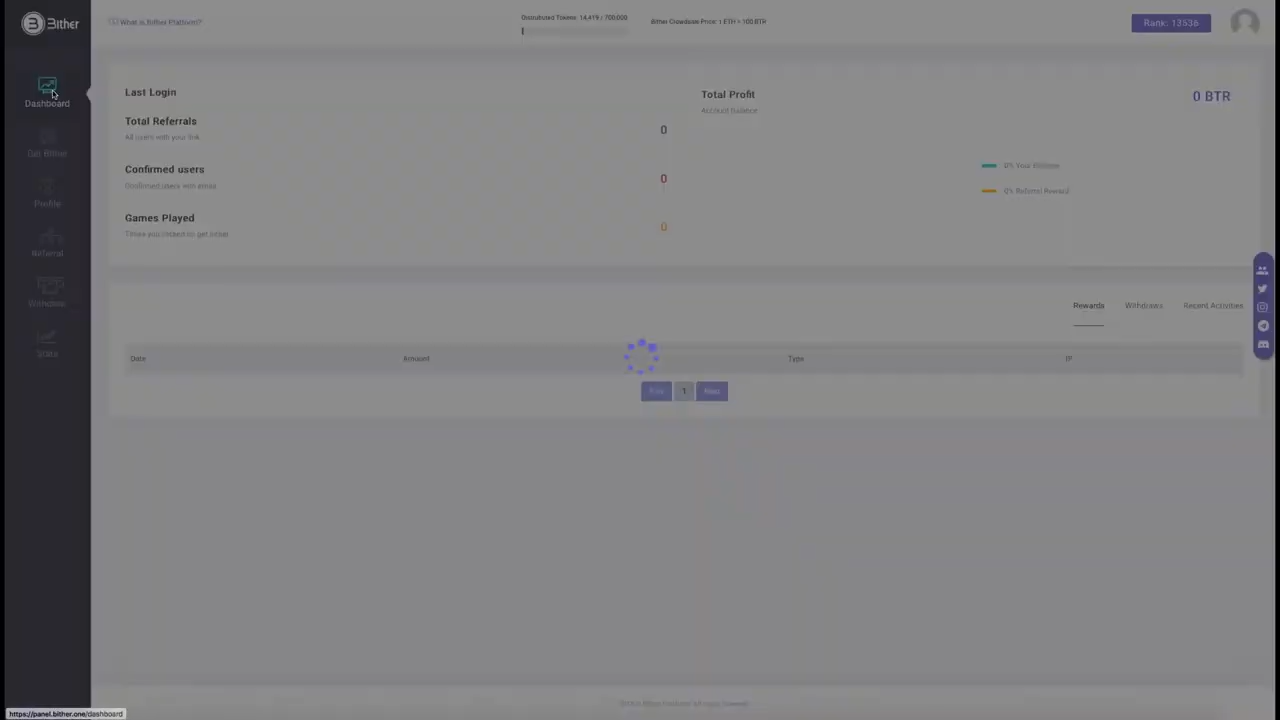 Bither
What is Bither Platform?
Distributed Tokens: 14,419 / 700,000
Bither Crowdsale Price: 1 ETH = 100 BTR
Rank: 13536
Dashboard
Get Bither
Profile
Referral
Withdraw
Stats
Last Login
Total Referrals
All users with your link
0
Confirmed users
Confirmed users with email
0
Games Played
Times you clicked on get bither
0
Total Profit
Account Balance
0 BTR
0% Your Balance
0% Referral Reward
Rewards
Withdraws
Recent Activities
Date
Amount
Type
IP
Prev
1
Next
https://panel.bither.one/dashboard